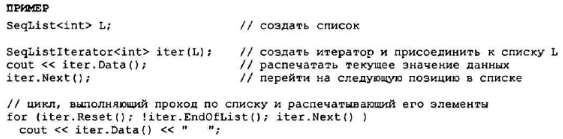 ПРИМЕР
SeqList<int> L; // создать список
SeqListIterator<int> iter(L); // создать итератор и присоединить к списку L
cout << iter.Data(); // распечатать текущее значение данных
iter.Next(); // перейти на следующую позицию в списке
// цикл, выполняющий проход по списку и распечатывающий его элементы
for (iter.Reset(); !iter.EndOfList(); iter.Next() )
cout << iter.Data() << "   ";